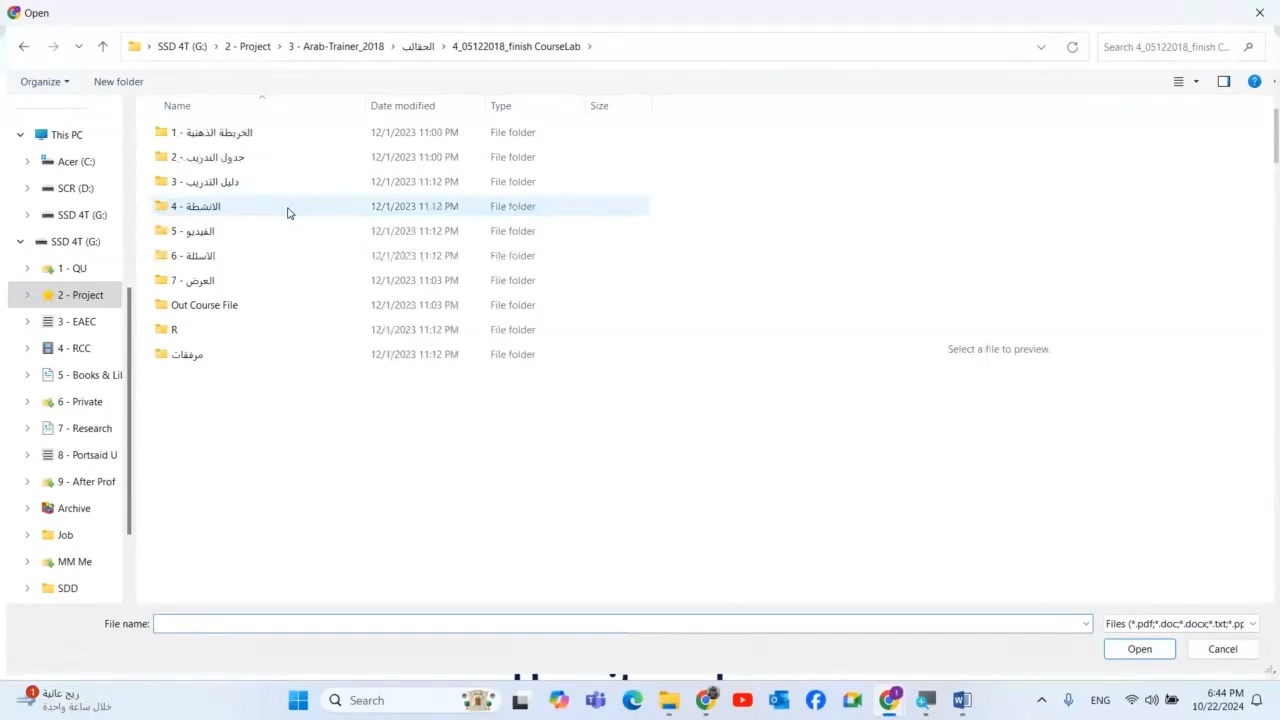 Open
SSD 4T (G:) > 2 - Project > 3 - Arab-Trainer_2018 > الحقائب > 4_05122018_finish CourseLab >
Search 4_05122018_finish C...
Organize New folder
Name Date modified Type Size
1 - الخريطة الذهنية 12/1/2023 11:00 PM File folder
2 - جدول التدريب 12/1/2023 11:00 PM File folder
3 - دليل التدريب 12/1/2023 11:12 PM File folder
4 - الانشطة 12/1/2023 11:12 PM File folder
5 - الفيديو 12/1/2023 11:12 PM File folder
6 - الاسئلة 12/1/2023 11:12 PM File folder
7 - العرض 12/1/2023 11:03 PM File folder
Out Course File 12/1/2023 11:03 PM File folder
R 12/1/2023 11:12 PM File folder
مرفقات 12/1/2023 11:12 PM File folder
This PC
Acer (C:)
SCR (D:)
SSD 4T (G:)
SSD 4T (G:)
1 - QU
2 - Project
3 - EAEC
4 - RCC
5 - Books & Lil
6 - Private
7 - Research
8 - Portsaid U
9 - After Prof
Archive
Job
MM Me
SDD
Select a file to preview.
File name:
Files (*.pdf;*.doc;*.docx;*.txt;*.pp
Open Cancel
1
رياح عاتية
خلال ساعة واحدة
Search
ENG
6:44 PM
10/22/2024